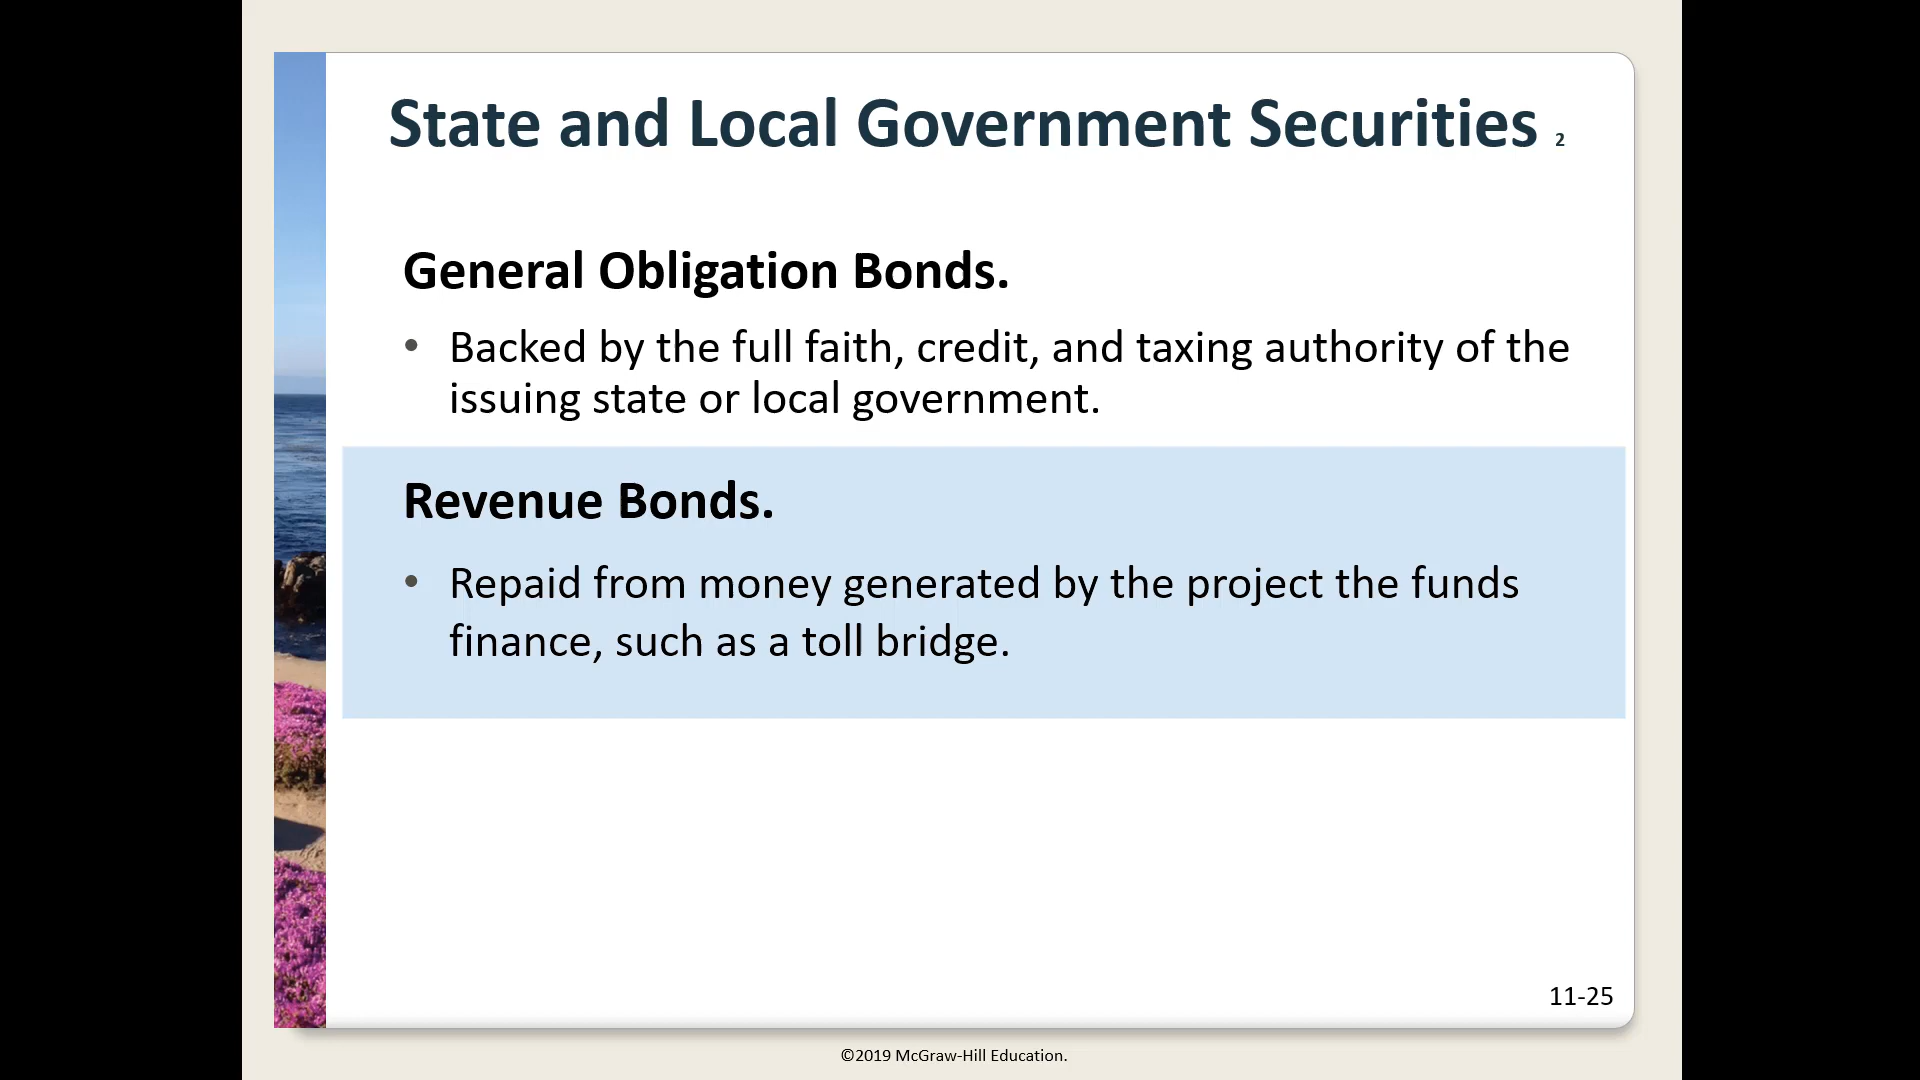 State and Local Government Securities 2
General Obligation Bonds.
• Backed by the full faith, credit, and taxing authority of the
issuing state or local government.
Revenue Bonds.
• Repaid from money generated by the project the funds
finance, such as a toll bridge.
11-25
©2019 McGraw-Hill Education.